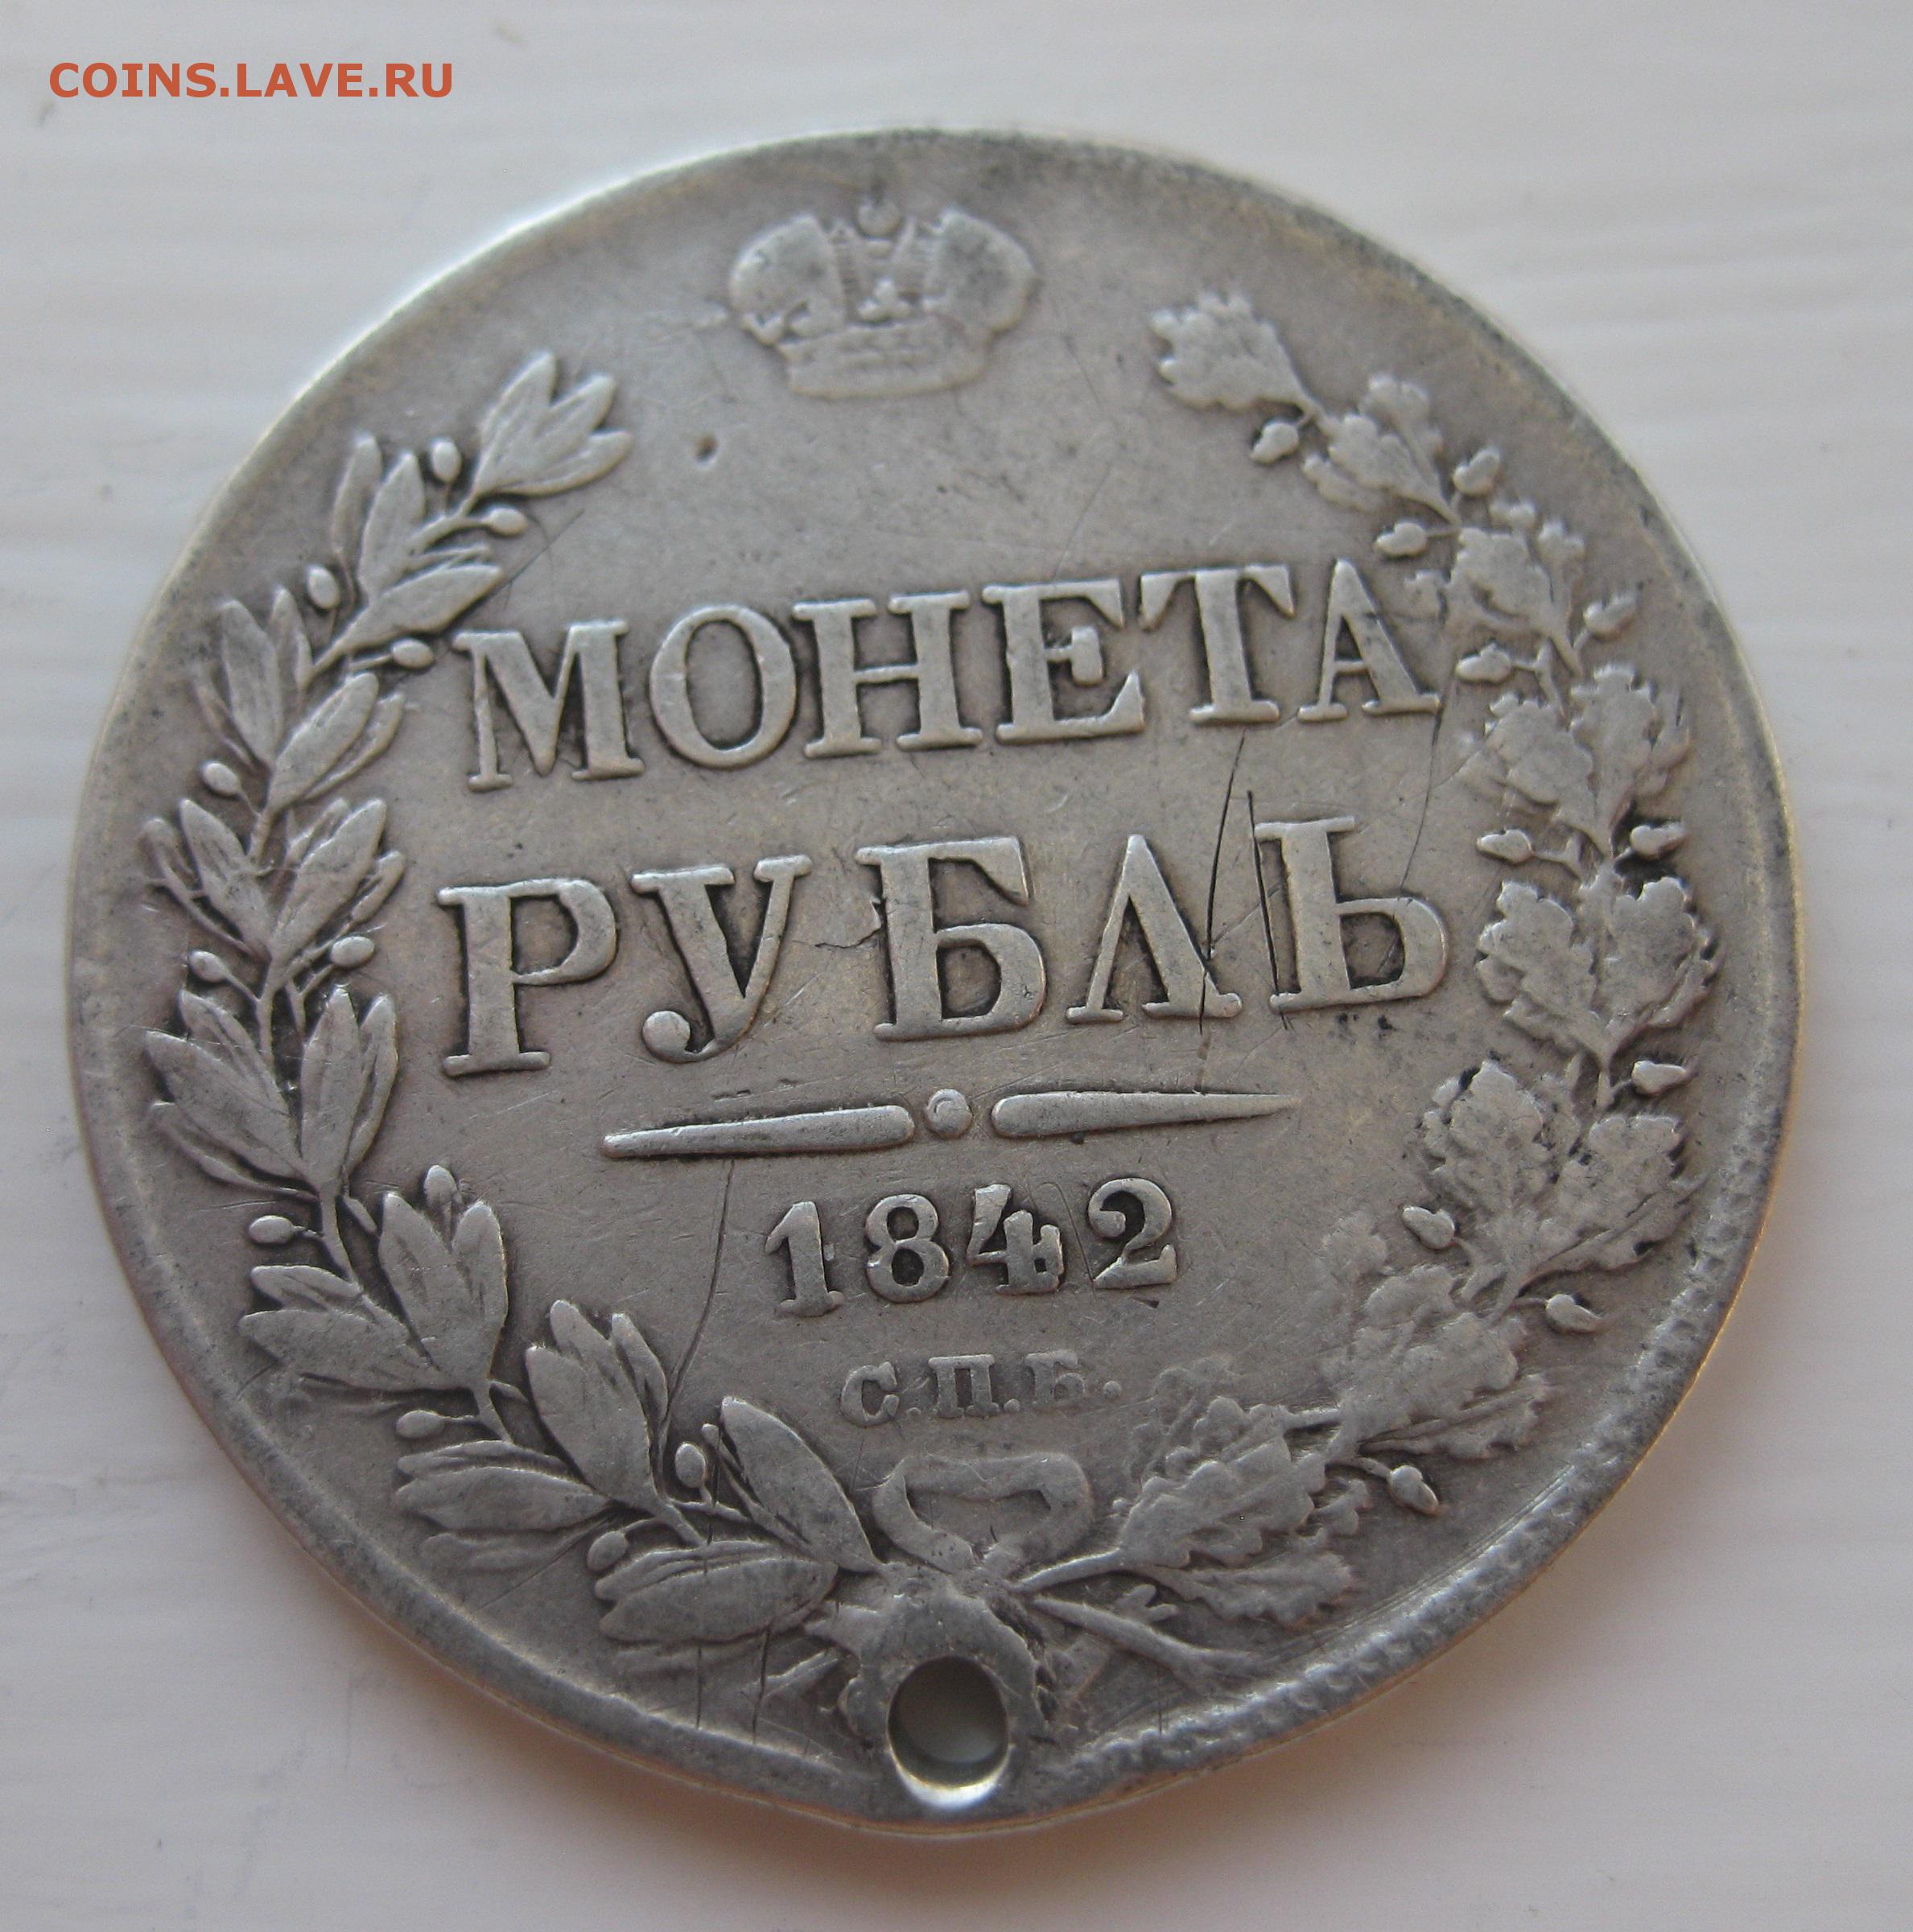 COINS.LAVE.RU
МОНЕТА
РУБЛЬ
1842
С.П.Б.